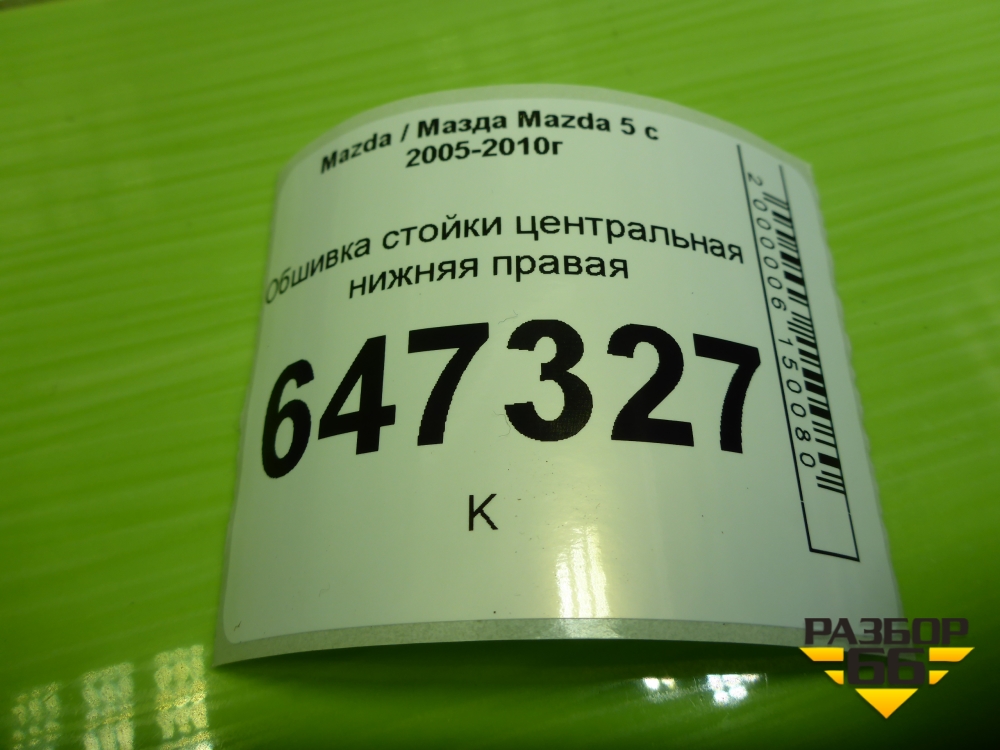 Mazda / Мазда Mazda 5 с
2005-2010г
Обшивка стойки центральная
нижняя правая
647327
К
2000006150080
РАЗБОР
66